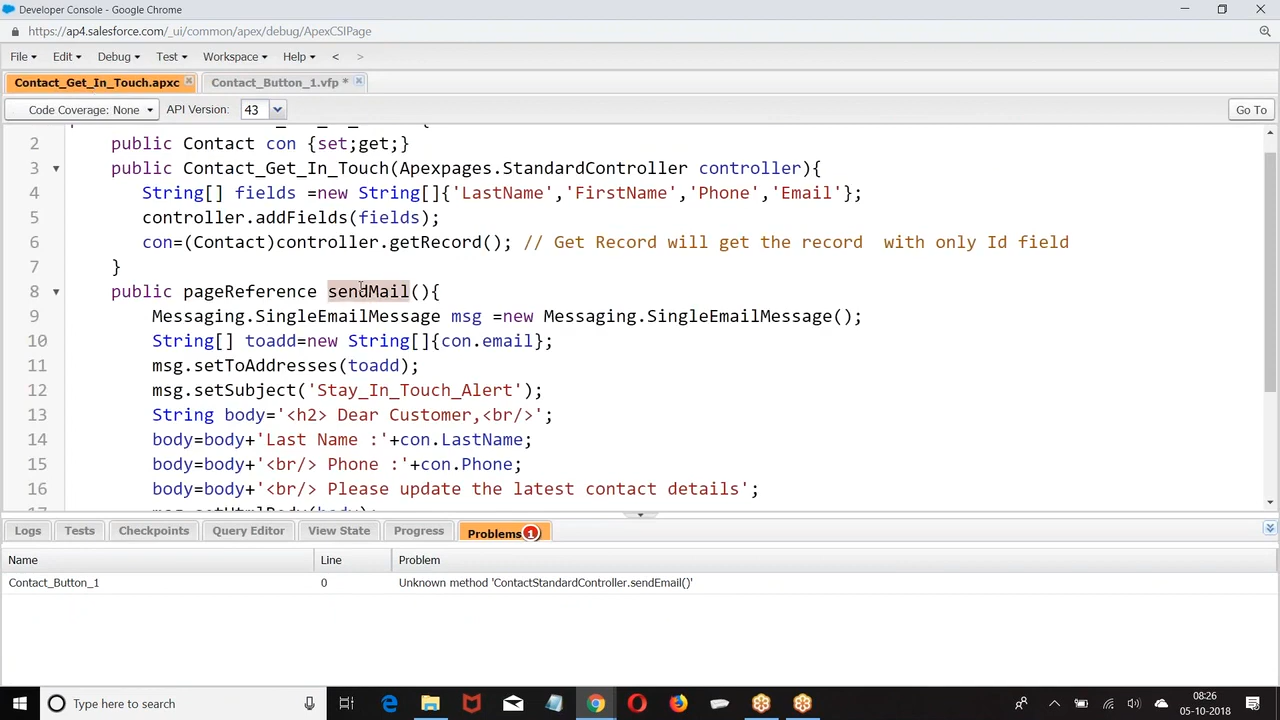 Developer Console - Google Chrome
https://ap4.salesforce.com/_ui/common/apex/debug/ApexCSIPage
File Edit Debug Test Workspace Help < >
Contact_Get_In_Touch.apxc Contact_Button_1.vfp *
Code Coverage: None API Version: 43 Go To
2 public Contact con {set;get;}
3 public Contact_Get_In_Touch(Apexpages.StandardController controller){
4 String[] fields =new String[]{'LastName','FirstName','Phone','Email'};
5 controller.addFields(fields);
6 con=(Contact)controller.getRecord(); // Get Record will get the record  with only Id field
7 }
8 public pageReference sendMail(){
9 Messaging.SingleEmailMessage msg =new Messaging.SingleEmailMessage();
10 String[] toadd=new String[]{con.email};
11 msg.setToAddresses(toadd);
12 msg.setSubject('Stay_In_Touch_Alert');
13 String body='<h2> Dear Customer,<br/>';
14 body=body+'Last Name :'+con.LastName;
15 body=body+'<br/> Phone :'+con.Phone;
16 body=body+'<br/> Please update the latest contact details';
17 msg.setHtmlBody(body);
Logs Tests Checkpoints Query Editor View State Progress Problems 1
Name Line Problem
Contact_Button_1 0 Unknown method 'ContactStandardController.sendEmail()'
Type here to search
08:26
05-10-2018